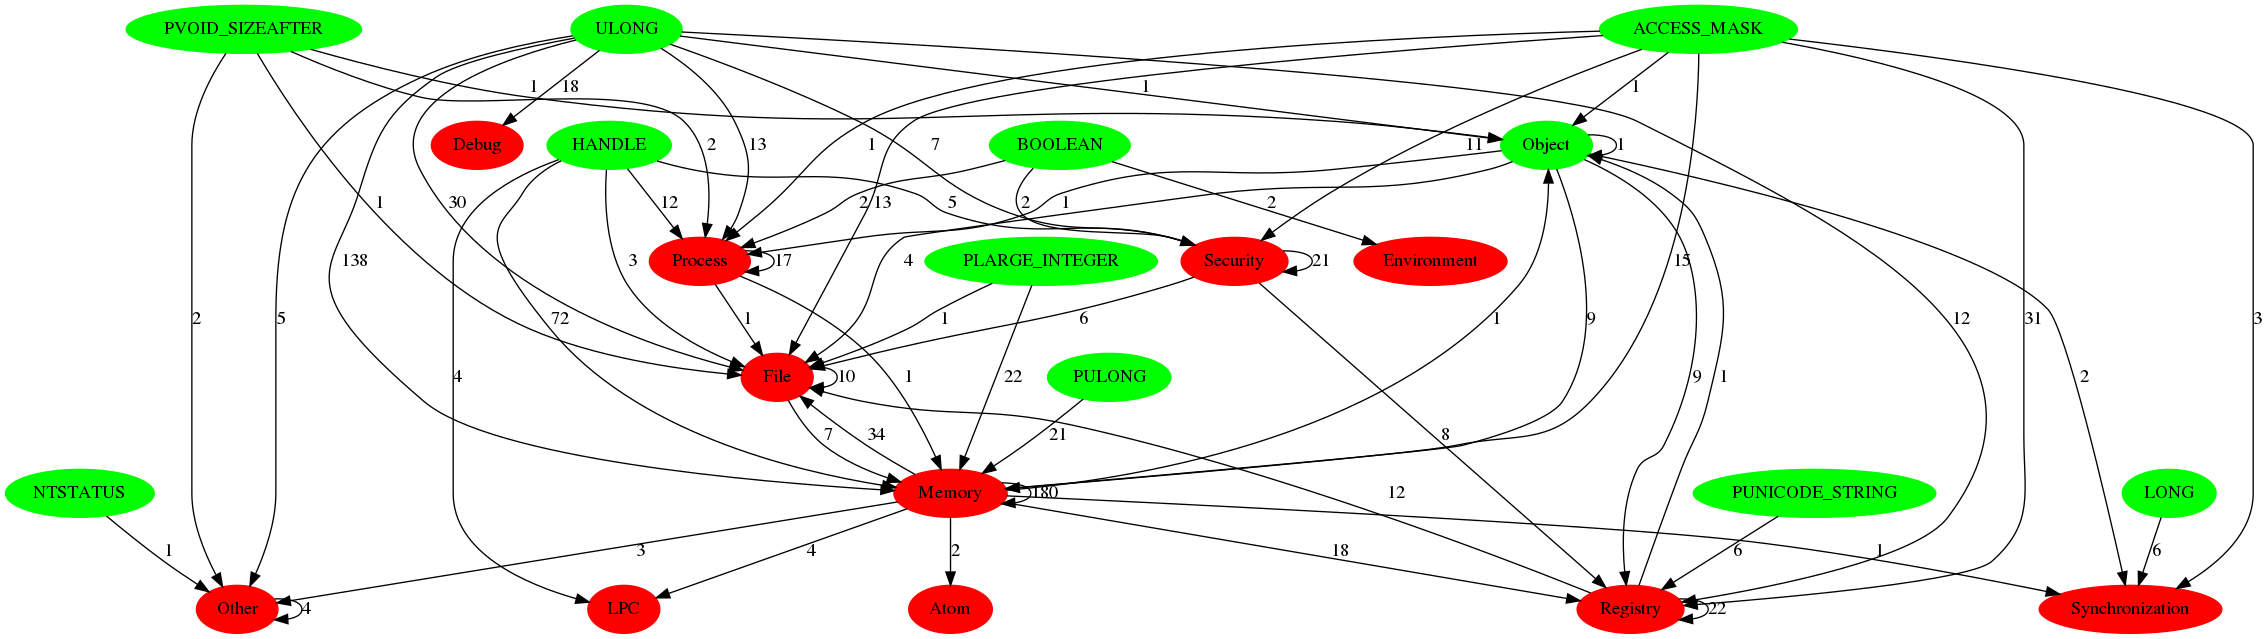 PVOID_SIZEAFTER ULONG ACCESS_MASK
1 18 1 1
Debug HANDLE BOOLEAN Object
2 13 1 7 11 1
12 2 5 2 1 2
1 30 13
Process PLARGE_INTEGER Security Environment
3 4 17 21 15
138
2 5 72 1 1 6 1 9 12 31 3
4 1 22 9 1 2
File PULONG
10
7 34 21 8
NTSTATUS Memory PUNICODE_STRING LONG
180 12
1 3 4 2 18 6 1 6
Other LPC Atom Registry Synchronization
4 22